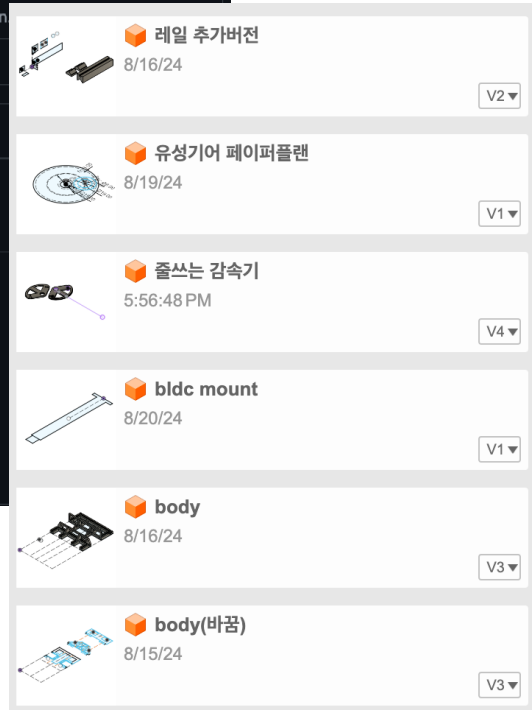 레일 추가버전
8/16/24
V2
유성기어 페이퍼플랜
8/19/24
V1
줄쓰는 감속기
5:56:48 PM
V4
bldc mount
8/20/24
V1
body
8/16/24
V3
body(바꿈)
8/15/24
V3